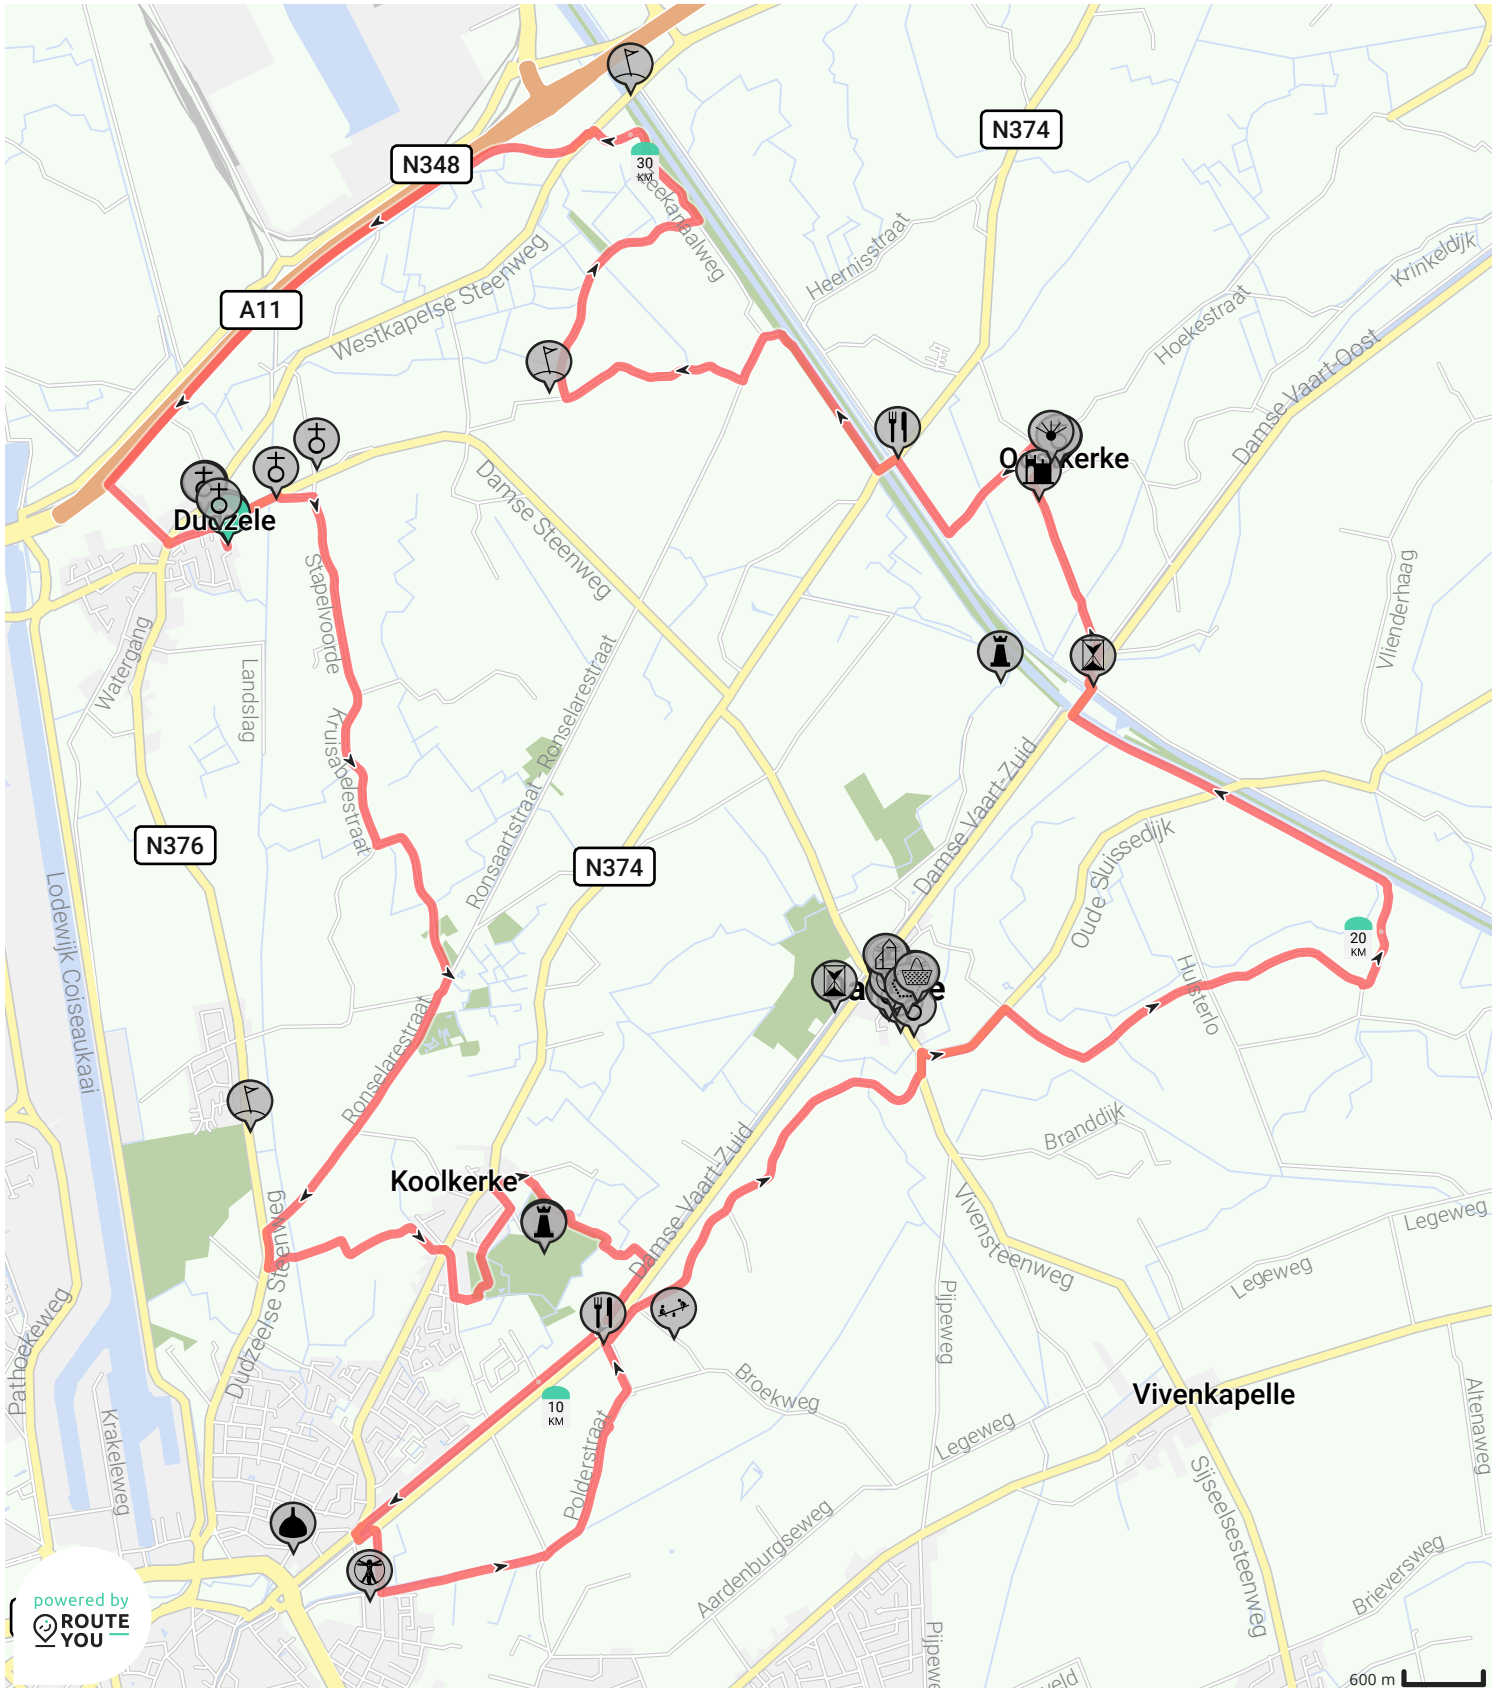 N374
N348
30
KM
Heernisstraat
Krinkeldijk
A11
Westkapelse Steenweg
Hoekestraat
Damse Vaart-Oost
Dudzele
Damse Steenweg
Stapelvoorde
Vlienderhaag
Watergang
Landslag
Ronselarestraat
Kruisabelestraat
Damse Vaart-Zuid
N376
N374
Ronsaartstraat
Oude Sluissedijk
Lodewijk Coiseaukaai
20
KM
Hulsterlo
Ronselarestraat
Branddijk
Koolkerke
Damse Vaart-Zuid
Vivensteenweg
Legeweg
Dudzeelse Steenweg
Legeweg
Pijpeweg
Pathoekeweg
Broekweg
Vivenkapelle
10
KM
Altenaweg
Krakeleweg
Polderstraat
Legeweg
Sijseelsesteenweg
Aardenburgseweg
Brieversweg
powered by
ROUTE
YOU
600 m